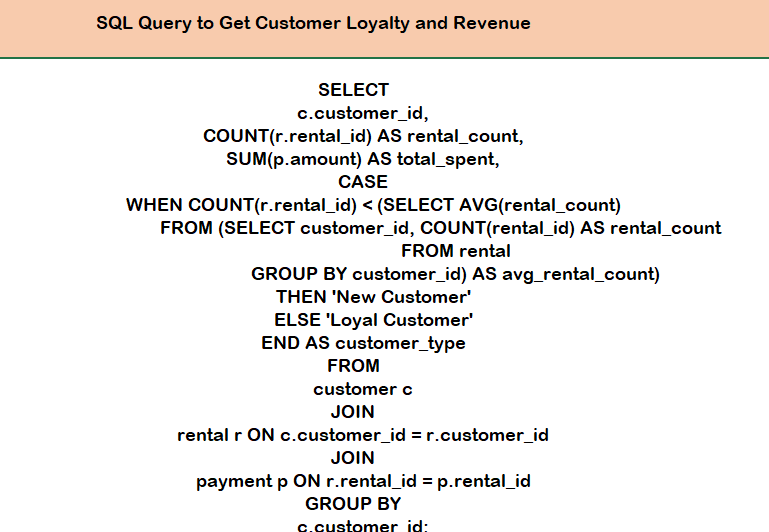 SQL Query to Get Customer Loyalty and Revenue
SELECT
c.customer_id,
COUNT(r.rental_id) AS rental_count,
SUM(p.amount) AS total_spent,
CASE
WHEN COUNT(r.rental_id) < (SELECT AVG(rental_count)
FROM (SELECT customer_id, COUNT(rental_id) AS rental_count
FROM rental
GROUP BY customer_id) AS avg_rental_count)
THEN 'New Customer'
ELSE 'Loyal Customer'
END AS customer_type
FROM
customer c
JOIN
rental r ON c.customer_id = r.customer_id
JOIN
payment p ON r.rental_id = p.rental_id
GROUP BY
c.customer_id;